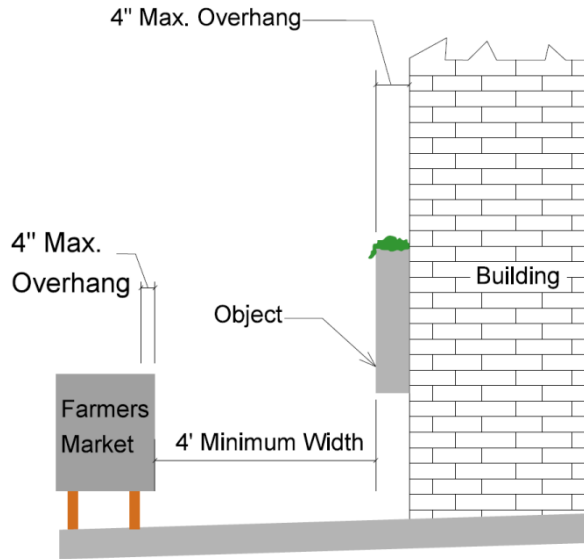 4" Max. Overhang
4" Max.
Overhang
Building
Object
Farmers
Market
4' Minimum Width